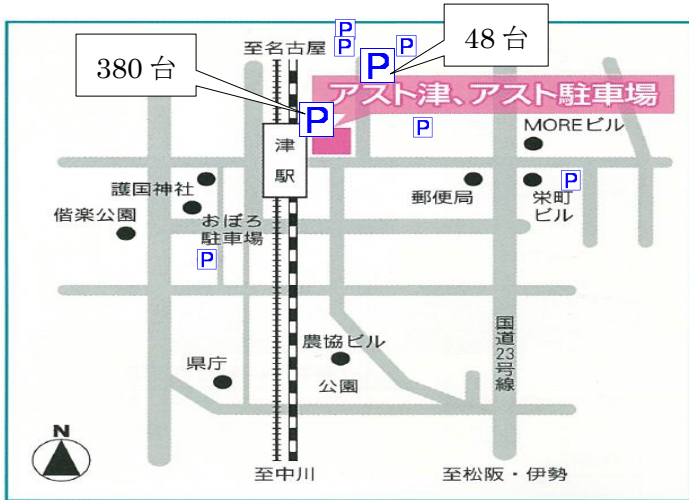 至名古屋
P
P
P
P
48台
380台
P
アスト津、アスト駐車場
P
MOREビル
津駅
護国神社
郵便局
栄町
ビル
P
偕楽公園
おぼろ
駐車場
P
国道23号線
農協ビル
県庁
公園
N
至中川
至松阪・伊勢